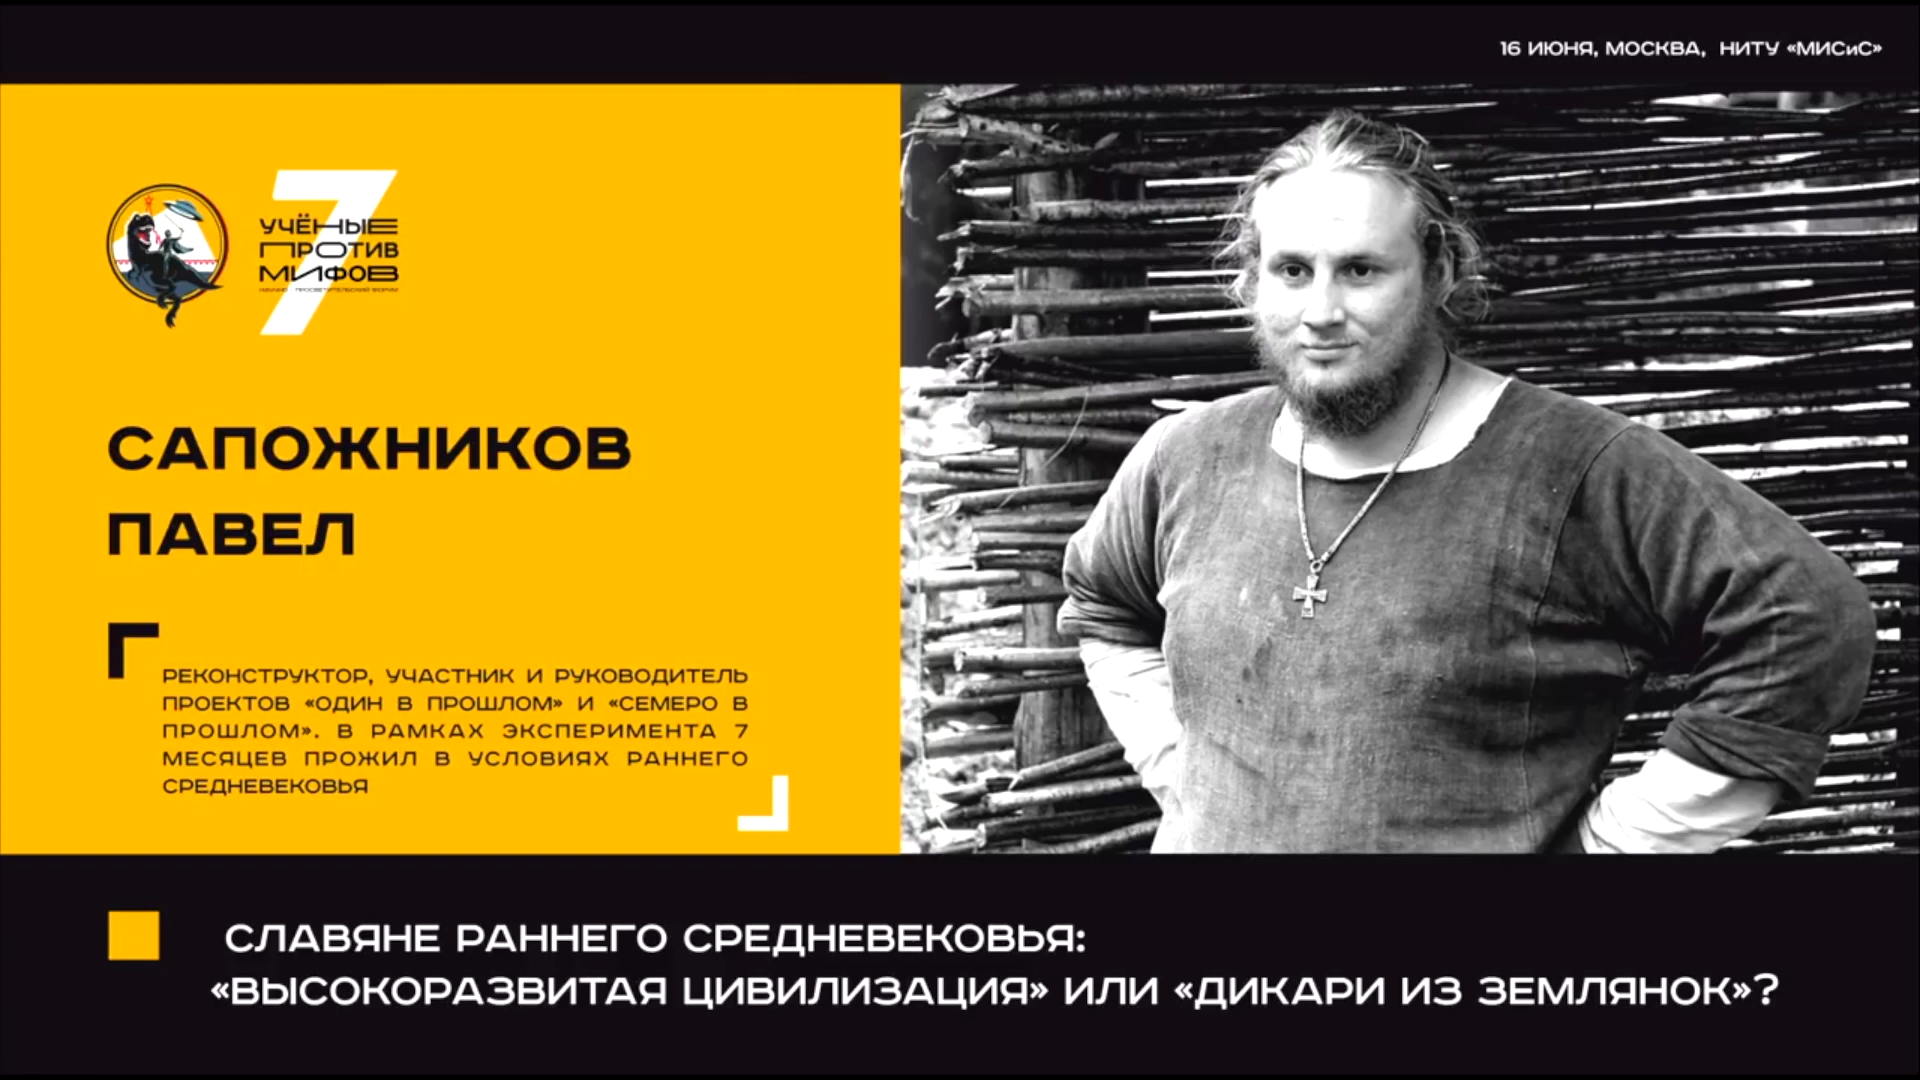 16 ИЮНЯ, МОСКВА, НИТУ «МИСиС»
7
УЧЁНЫЕ
ПРОТИВ
МИФОВ
САПОЖНИКОВ
ПАВЕЛ
РЕКОНСТРУКТОР, УЧАСТНИК И РУКОВОДИТЕЛЬ
ПРОЕКТОВ «ОДИН В ПРОШЛОМ» И «СЕМЕРО В
ПРОШЛОМ». В РАМКАХ ЭКСПЕРИМЕНТА 7
МЕСЯЦЕВ ПРОЖИЛ В УСЛОВИЯХ РАННЕГО
СРЕДНЕВЕКОВЬЯ
СЛАВЯНЕ РАННЕГО СРЕДНЕВЕКОВЬЯ:
«ВЫСОКОРАЗВИТАЯ ЦИВИЛИЗАЦИЯ» ИЛИ «ДИКАРИ ИЗ ЗЕМЛЯНОК»?